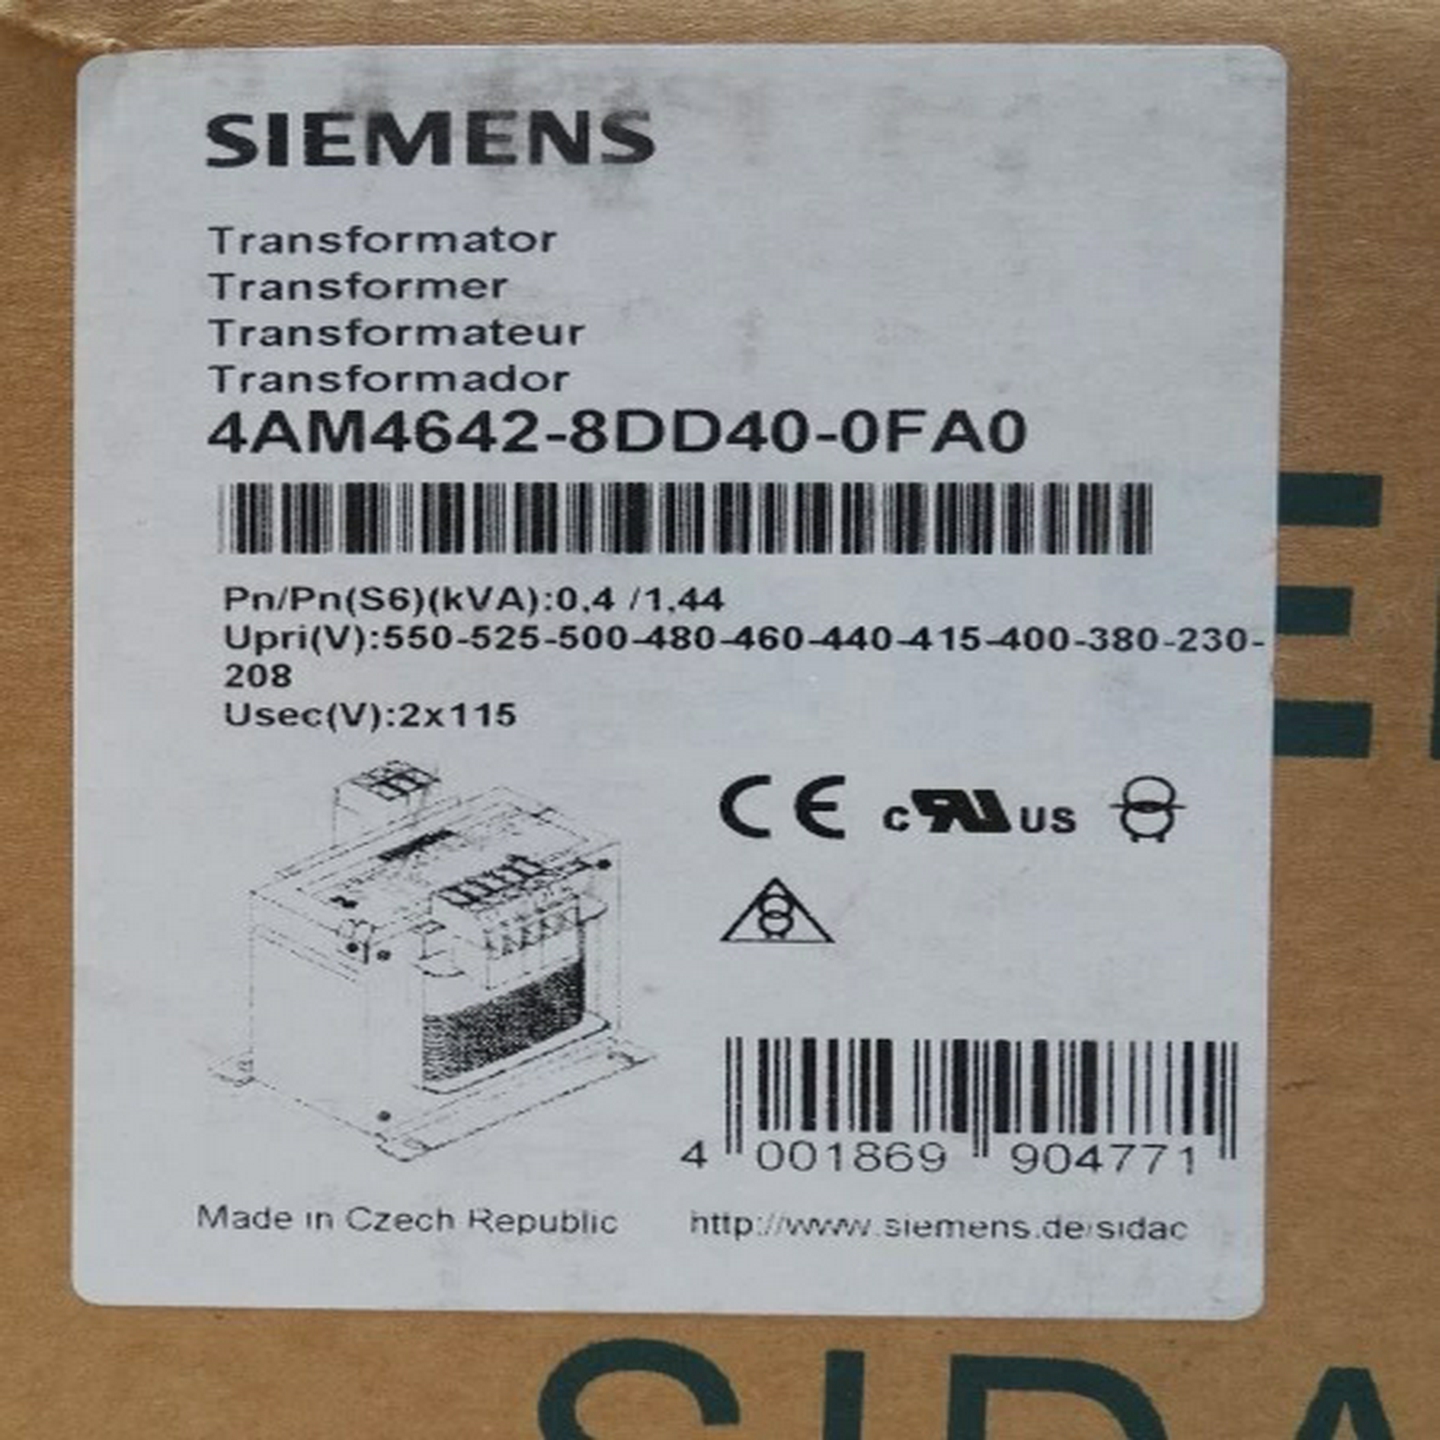 SIEMENS
Transformator
Transformer
Transformateur
Transformador
4AM4642-8DD40-0FA0
Pn/Pn(S6)(kVA):0,4 /1,44
Upri(V):550-525-500-480-460-440-415-400-380-230-
208
Usec(V):2x115
CE c RU US
4 001869 904771
Made in Czech Republic
http://www.siemens.de/sidac
SIDA